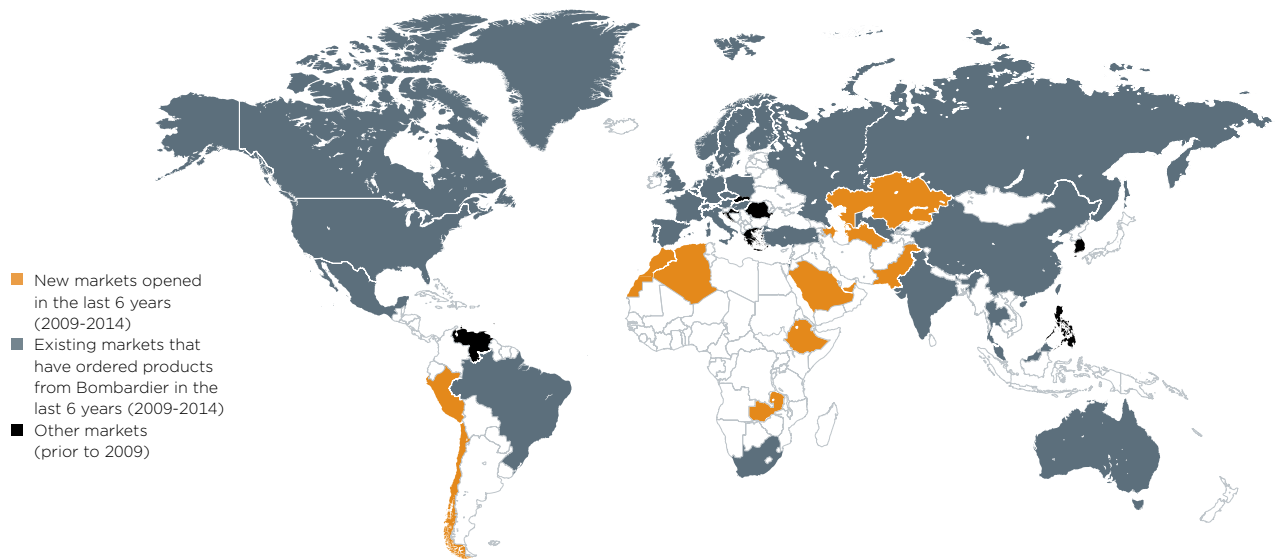 New markets opened
in the last 6 years
(2009-2014)
Existing markets that
have ordered products
from Bombardier in the
last 6 years (2009-2014)
Other markets
(prior to 2009)